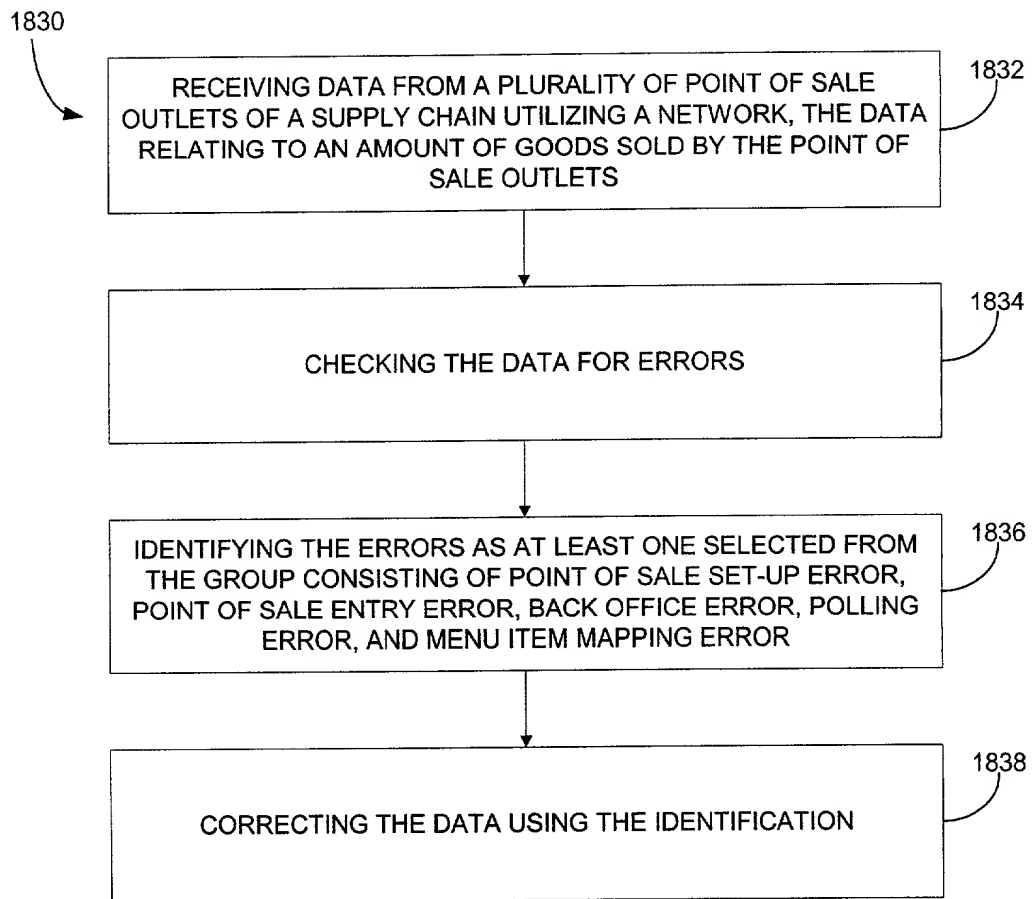 1830
1832
RECEIVING DATA FROM A PLURALITY OF POINT OF SALE
OUTLETS OF A SUPPLY CHAIN UTILIZING A NETWORK, THE DATA
RELATING TO AN AMOUNT OF GOODS SOLD BY THE POINT OF
SALE OUTLETS
1834
CHECKING THE DATA FOR ERRORS
1836
IDENTIFYING THE ERRORS AS AT LEAST ONE SELECTED FROM
THE GROUP CONSISTING OF POINT OF SALE SET-UP ERROR,
POINT OF SALE ENTRY ERROR, BACK OFFICE ERROR, POLLING
ERROR, AND MENU ITEM MAPPING ERROR
1838
CORRECTING THE DATA USING THE IDENTIFICATION